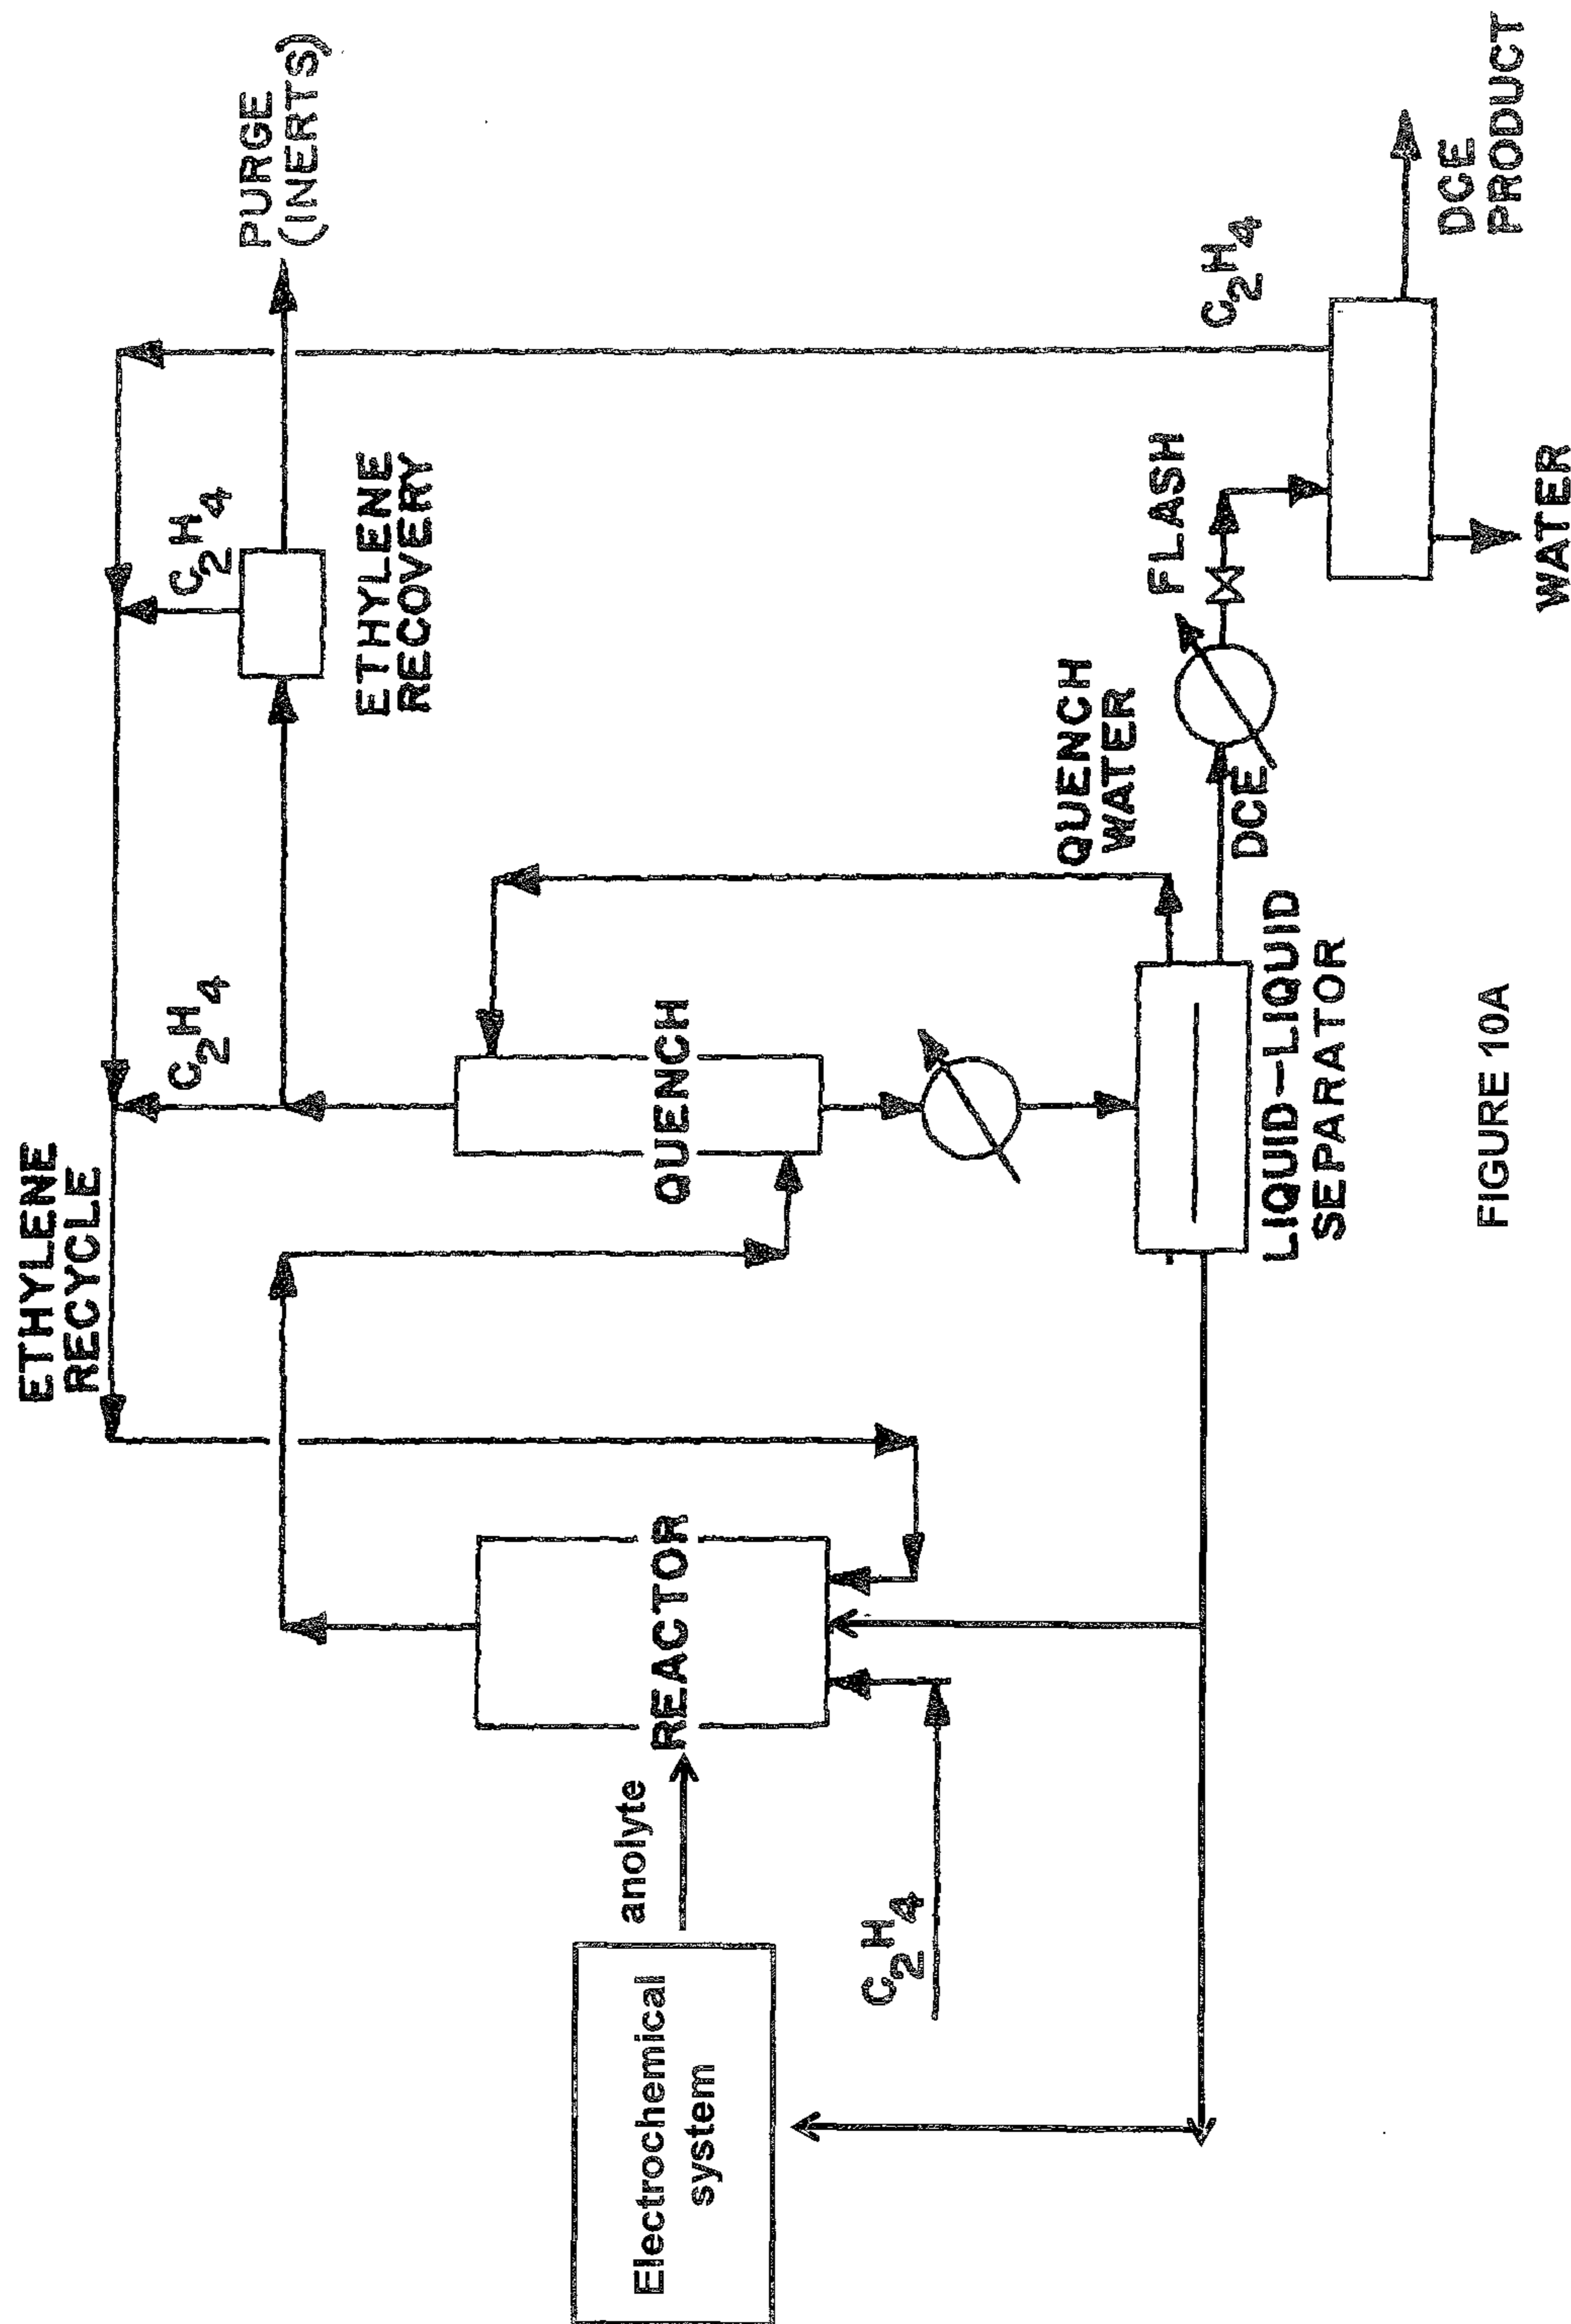 ETHYLENE
RECYCLE
C2H4
C2H4
PURGE
(INERTS)
ETHYLENE
RECOVERY
Electrochemical
system
anolyte
REACTOR
QUENCH
C2H4
QUENCH
WATER
DCE
FLASH
C2H4
LIQUID-LIQUID
SEPARATOR
WATER
DCE
PRODUCT
FIGURE 10A